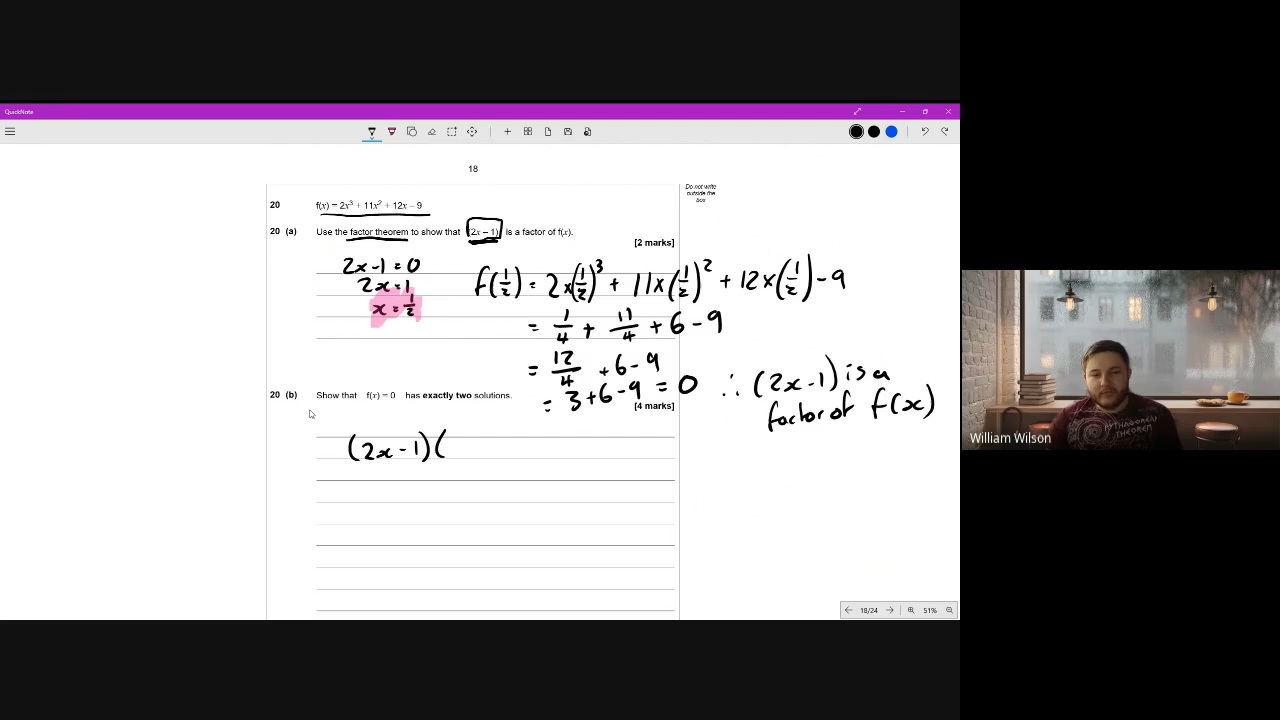 QuickNote
18
Do not write
outside the
box
20 f(x) = 2x³ + 11x² + 12x – 9
20 (a) Use the factor theorem to show that (2x – 1) is a factor of f(x).
[2 marks]
2x-1=0
2x=1
x=1/2
f(1/2) = 2×(1/2)³ + 11×(1/2)² + 12×(1/2) - 9
= 1/4 + 11/4 + 6 - 9
= 12/4 + 6 - 9
= 3+6-9 = 0
∴ (2x-1) is a
factor of f(x)
20 (b) Show that f(x) = 0 has exactly two solutions.
[4 marks]
(2x-1)(
18/24
51%
PYTHAGOREAN
THEOREM
William Wilson